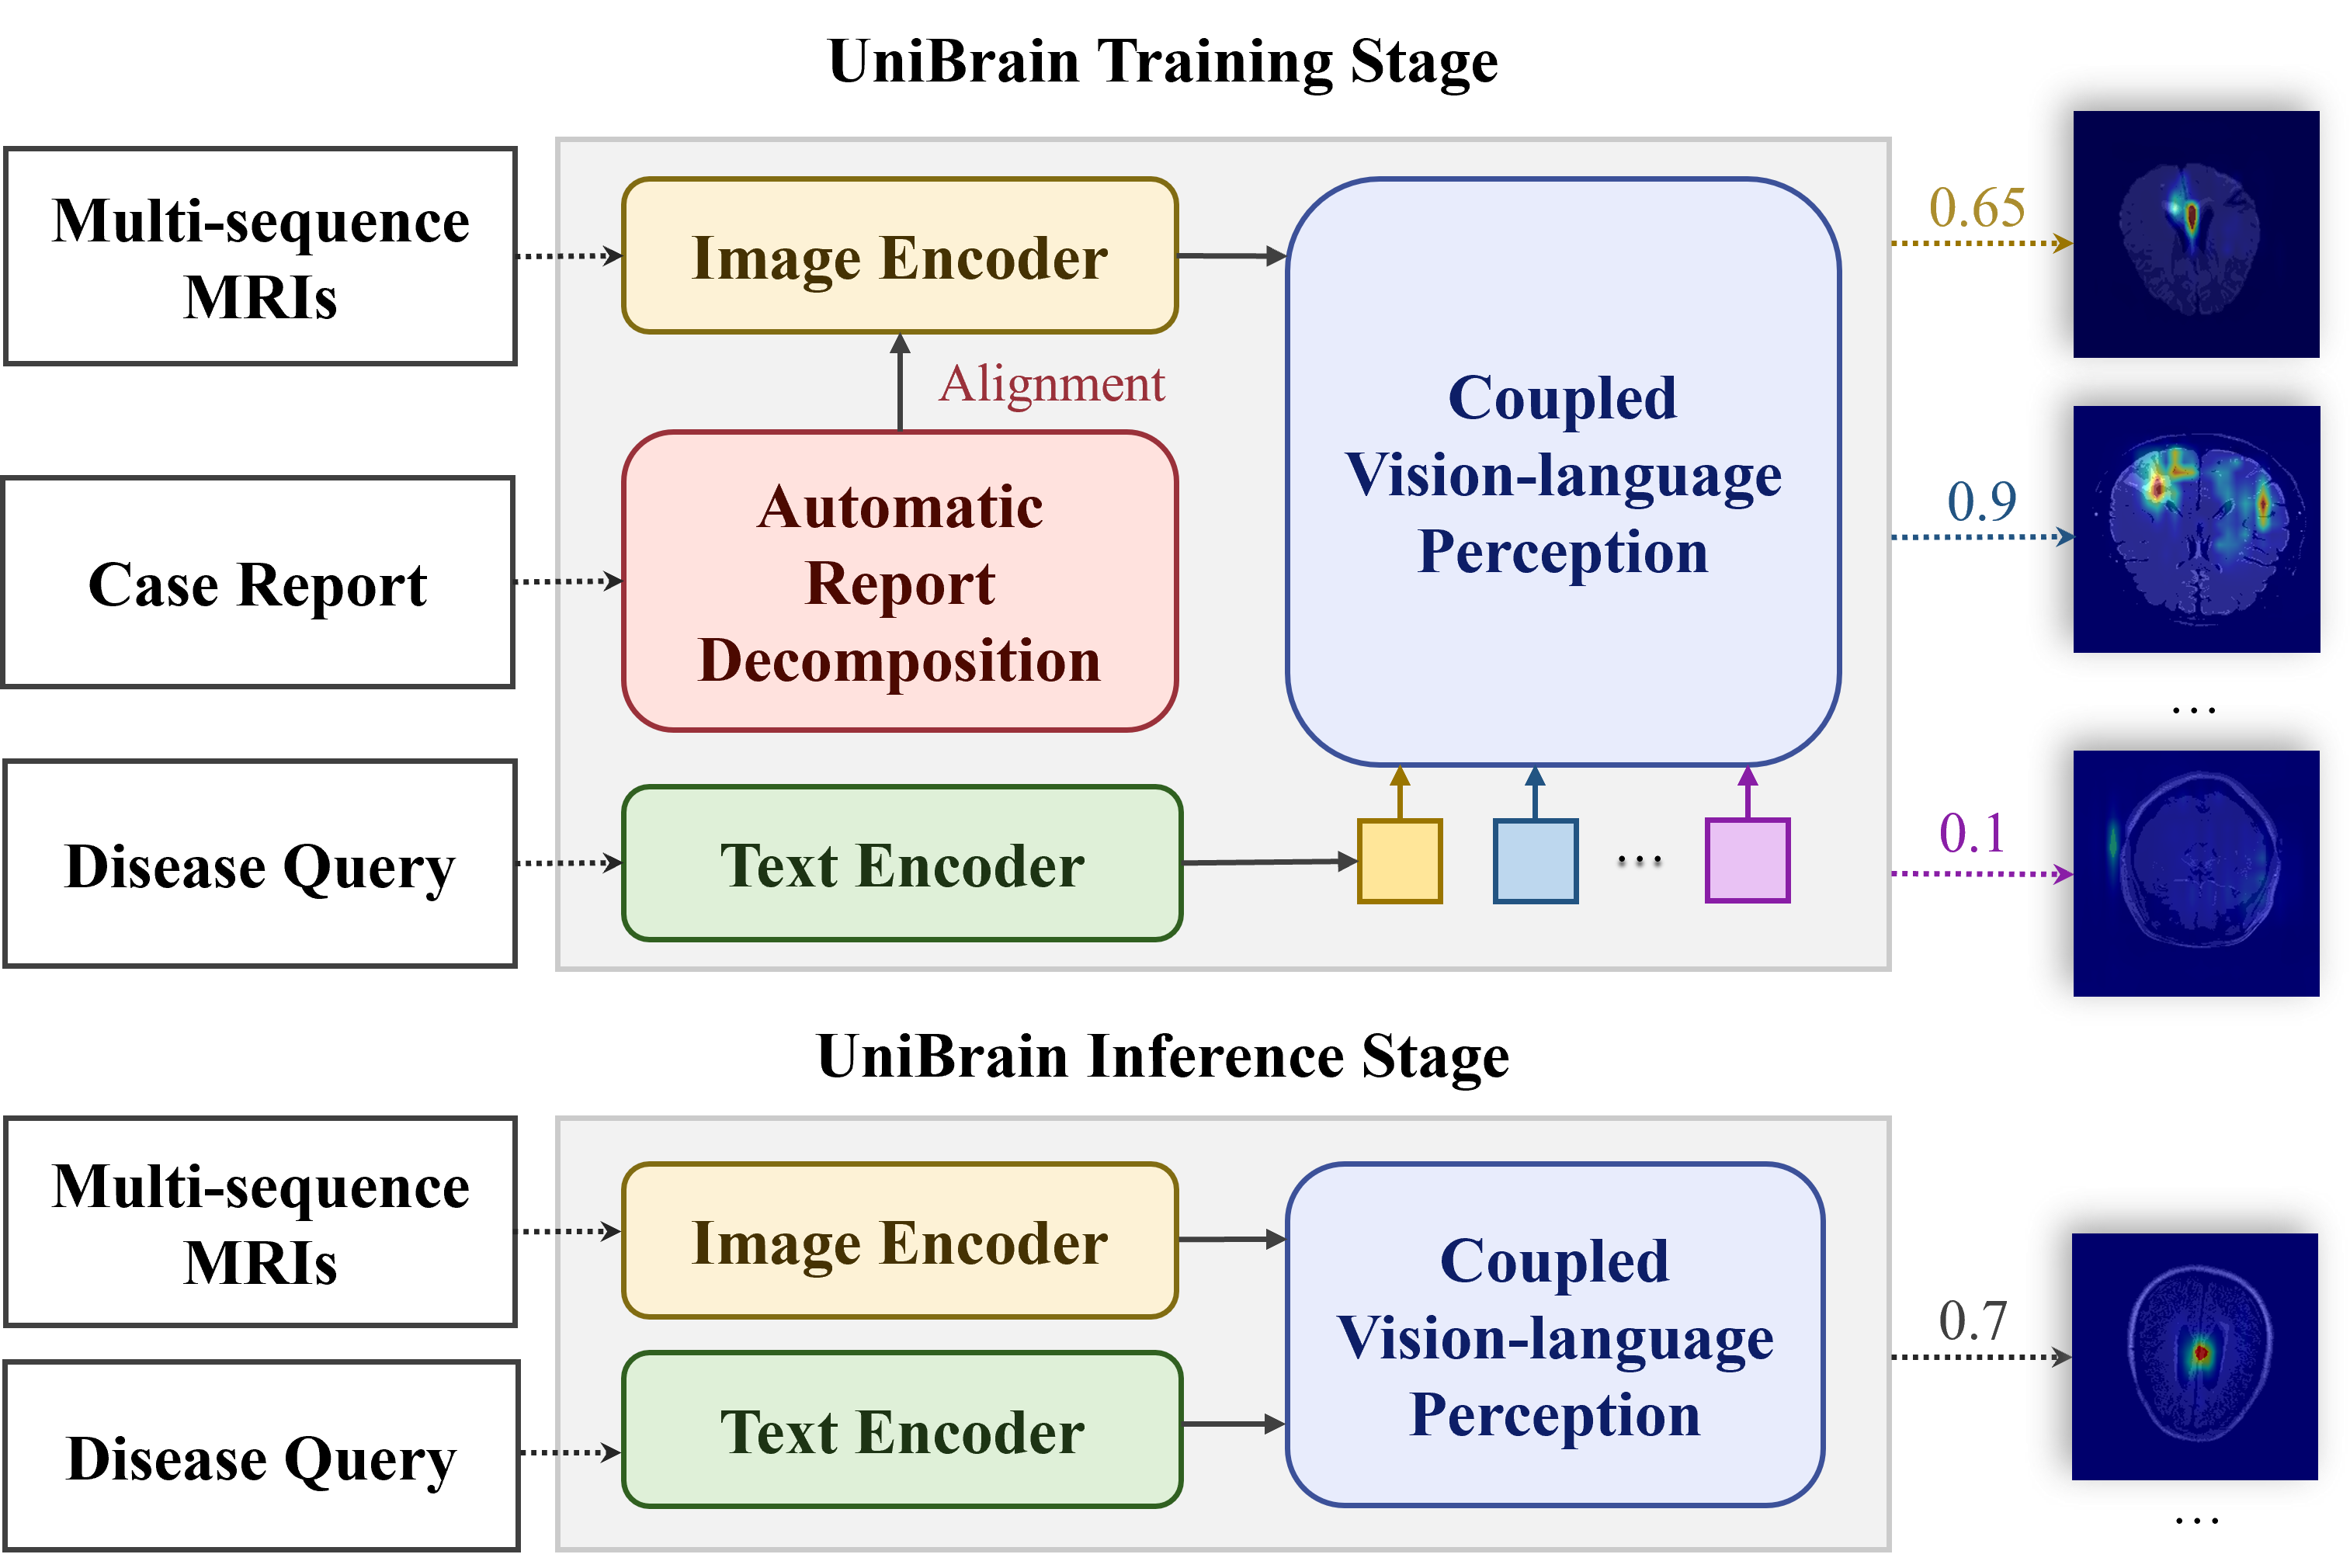 UniBrain Training Stage
Multi-sequence
MRIs
Image Encoder
Alignment
Case Report
Automatic
Report
Decomposition
Coupled
Vision-language
Perception
Disease Query
Text Encoder
...
0.65
0.9
...
0.1
UniBrain Inference Stage
Multi-sequence
MRIs
Image Encoder
Disease Query
Text Encoder
Coupled
Vision-language
Perception
0.7
...